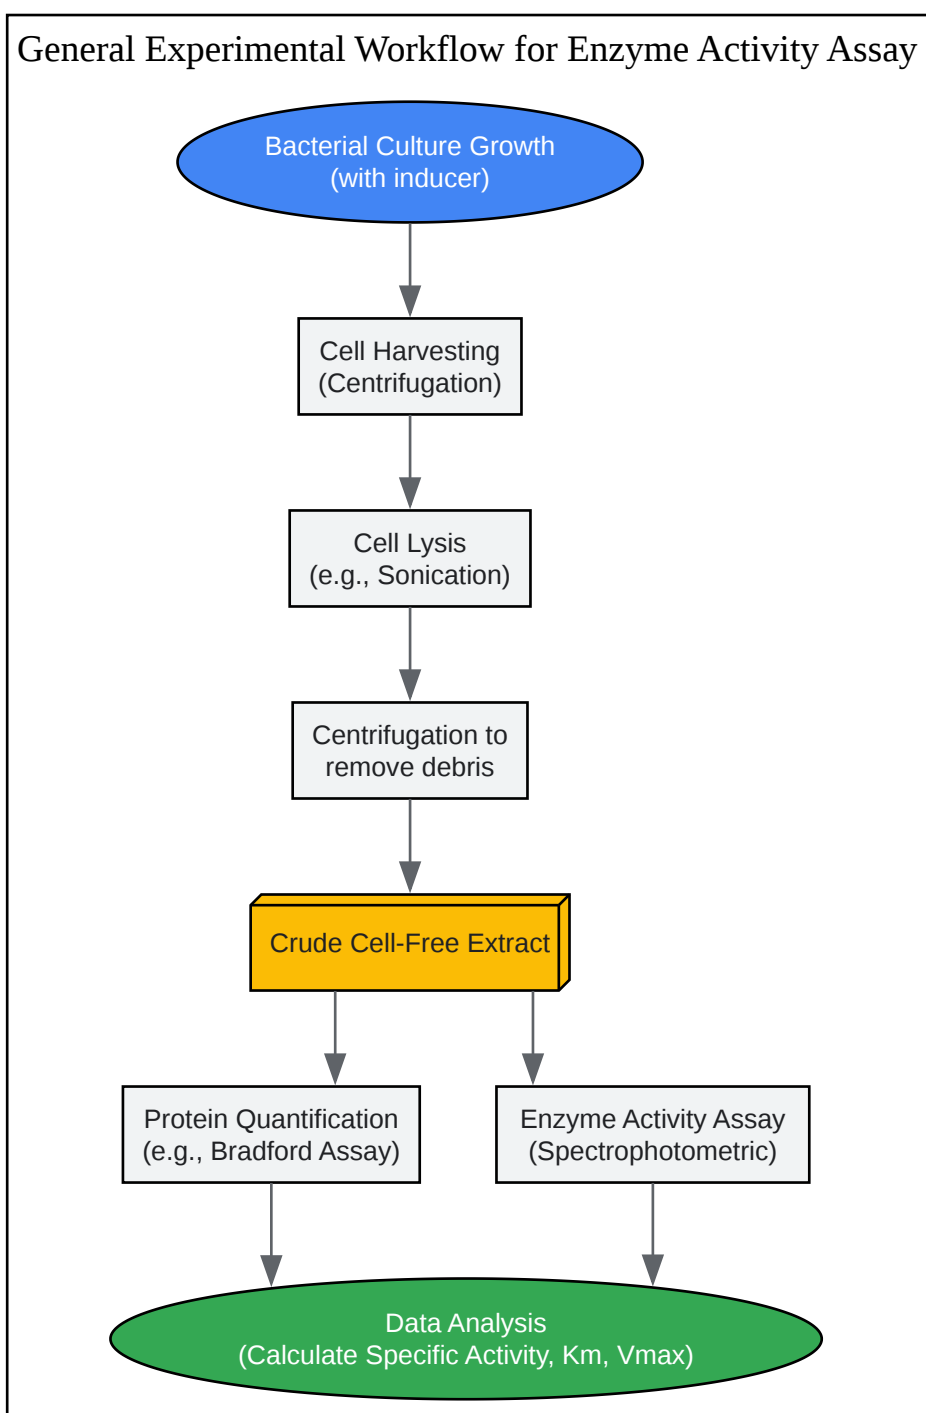 General Experimental Workflow for Enzyme Activity Assay
Bacterial Culture Growth
(with inducer)
Cell Harvesting
(Centrifugation)
Cell Lysis
(e.g., Sonication)
Centrifugation to
remove debris
Crude Cell-Free Extract
Protein Quantification
(e.g., Bradford Assay)
Enzyme Activity Assay
(Spectrophotometric)
Data Analysis
(Calculate Specific Activity, Km, Vmax)